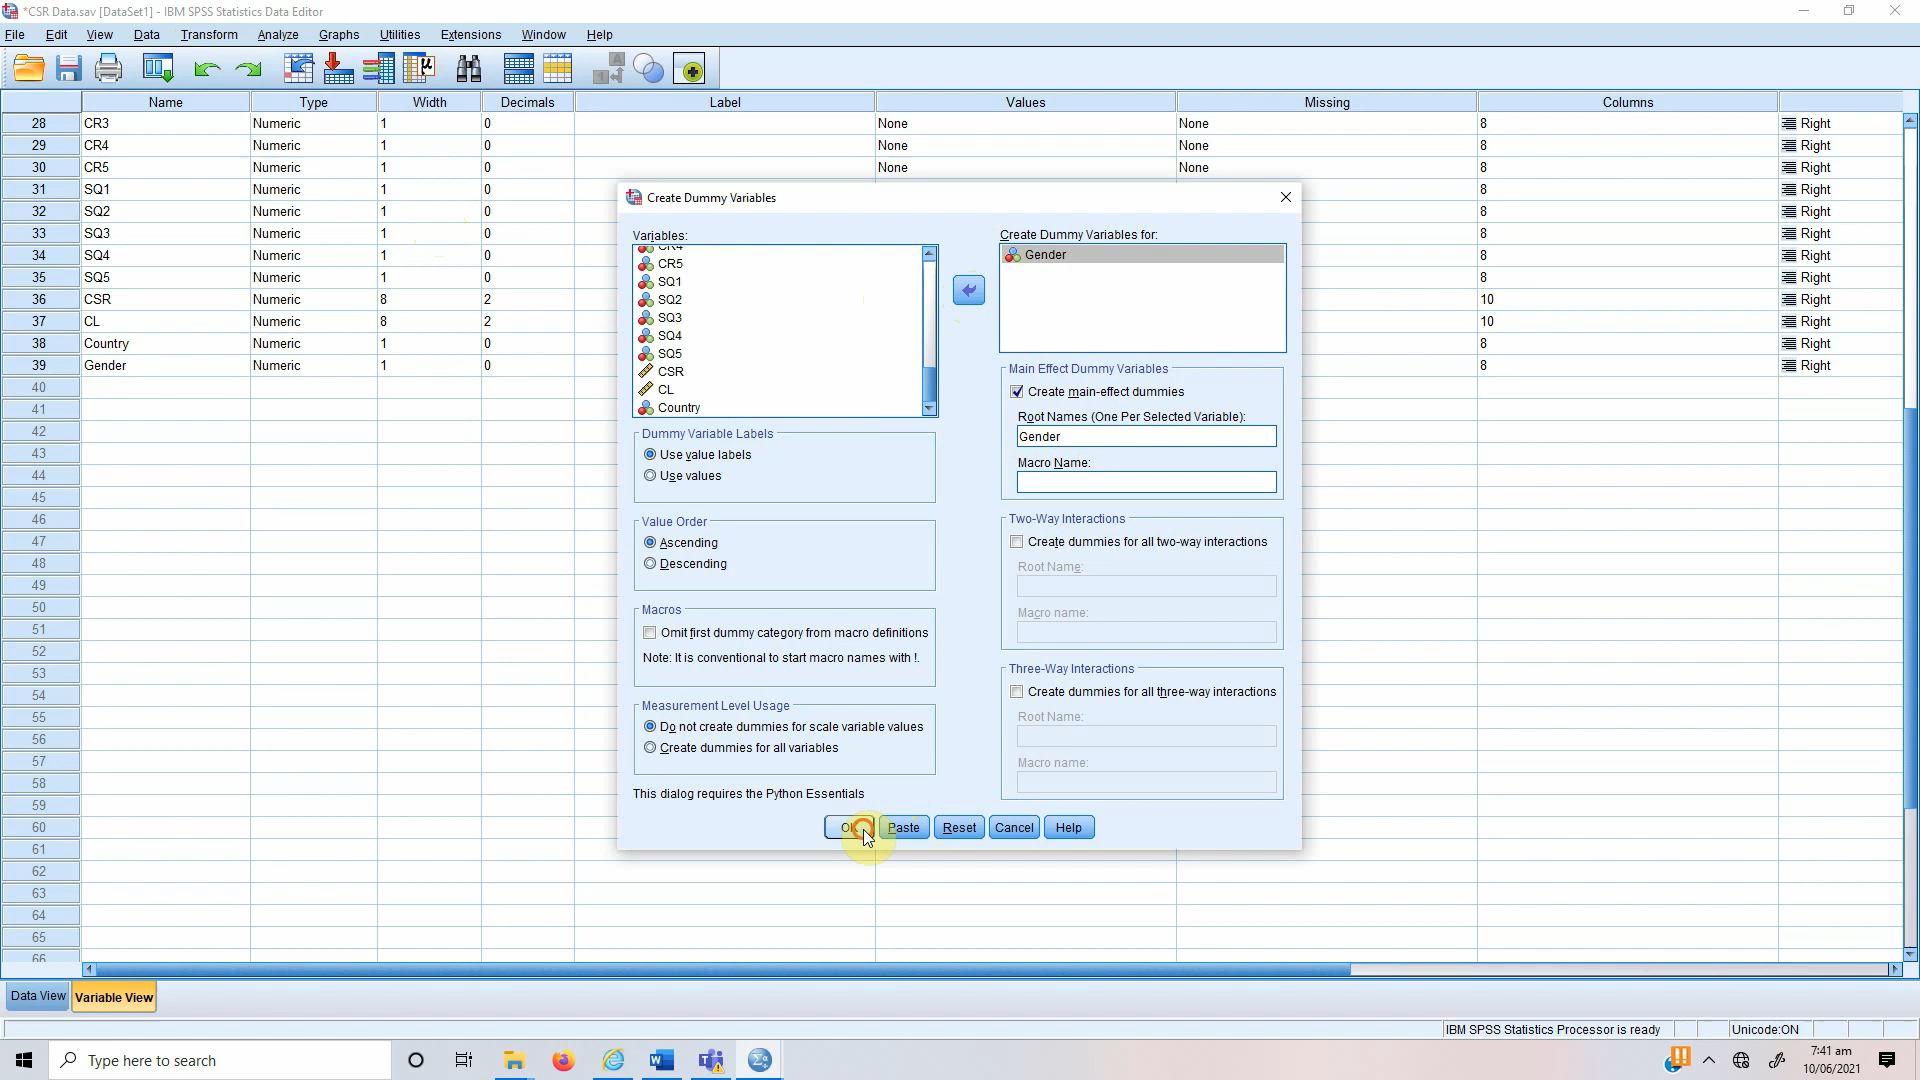 *CSR Data.sav [DataSet1] - IBM SPSS Statistics Data Editor
File Edit View Data Transform Analyze Graphs Utilities Extensions Window Help
Name Type Width Decimals Label Values Missing Columns
28 CR3 Numeric 1 0 None None 8 Right
29 CR4 Numeric 1 0 None None 8 Right
30 CR5 Numeric 1 0 None None 8 Right
31 SQ1 Numeric 1 0 8 Right
32 SQ2 Numeric 1 0 8 Right
33 SQ3 Numeric 1 0 8 Right
34 SQ4 Numeric 1 0 8 Right
35 SQ5 Numeric 1 0 8 Right
36 CSR Numeric 8 2 10 Right
37 CL Numeric 8 2 10 Right
38 Country Numeric 1 0 8 Right
39 Gender Numeric 1 0 8 Right
40
41
42
43
44
45
46
47
48
49
50
51
52
53
54
55
56
57
58
59
60
61
62
63
64
65
66
Create Dummy Variables
Variables:
CR4
CR5
SQ1
SQ2
SQ3
SQ4
SQ5
CSR
CL
Country
Dummy Variable Labels
Use value labels
Use values
Value Order
Ascending
Descending
Macros
Omit first dummy category from macro definitions
Note: It is conventional to start macro names with !.
Measurement Level Usage
Do not create dummies for scale variable values
Create dummies for all variables
This dialog requires the Python Essentials
Create Dummy Variables for:
Gender
Main Effect Dummy Variables
Create main-effect dummies
Root Names (One Per Selected Variable):
Gender
Macro Name:
Two-Way Interactions
Create dummies for all two-way interactions
Root Name:
Macro name:
Three-Way Interactions
Create dummies for all three-way interactions
Root Name:
Macro name:
OK Paste Reset Cancel Help
Data View Variable View
IBM SPSS Statistics Processor is ready Unicode:ON
Type here to search
7:41 am
10/06/2021